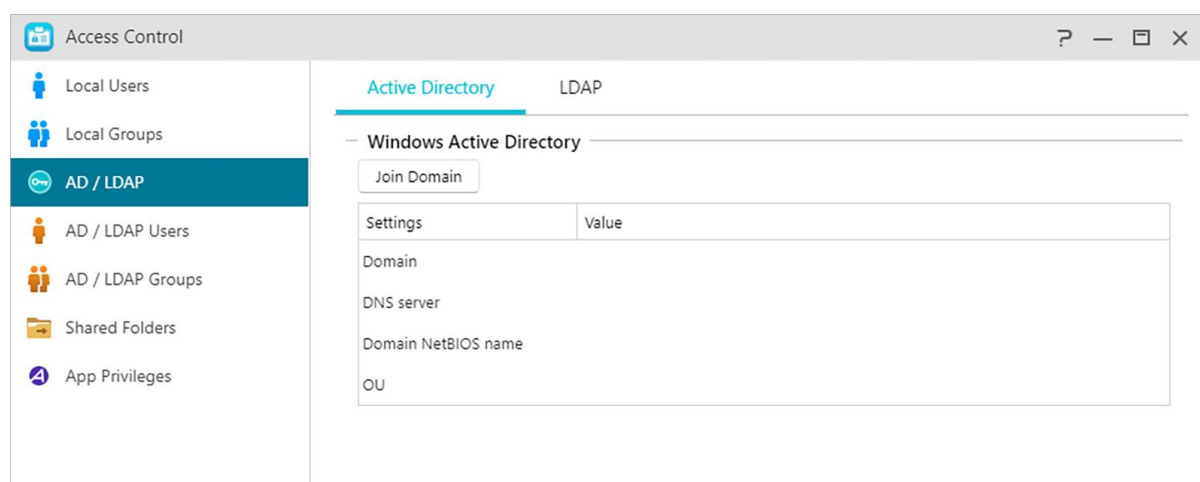 Access Control
Local Users
Local Groups
AD / LDAP
AD / LDAP Users
AD / LDAP Groups
Shared Folders
App Privileges
Active Directory LDAP
Windows Active Directory
Join Domain
Settings Value
Domain
DNS server
Domain NetBIOS name
OU